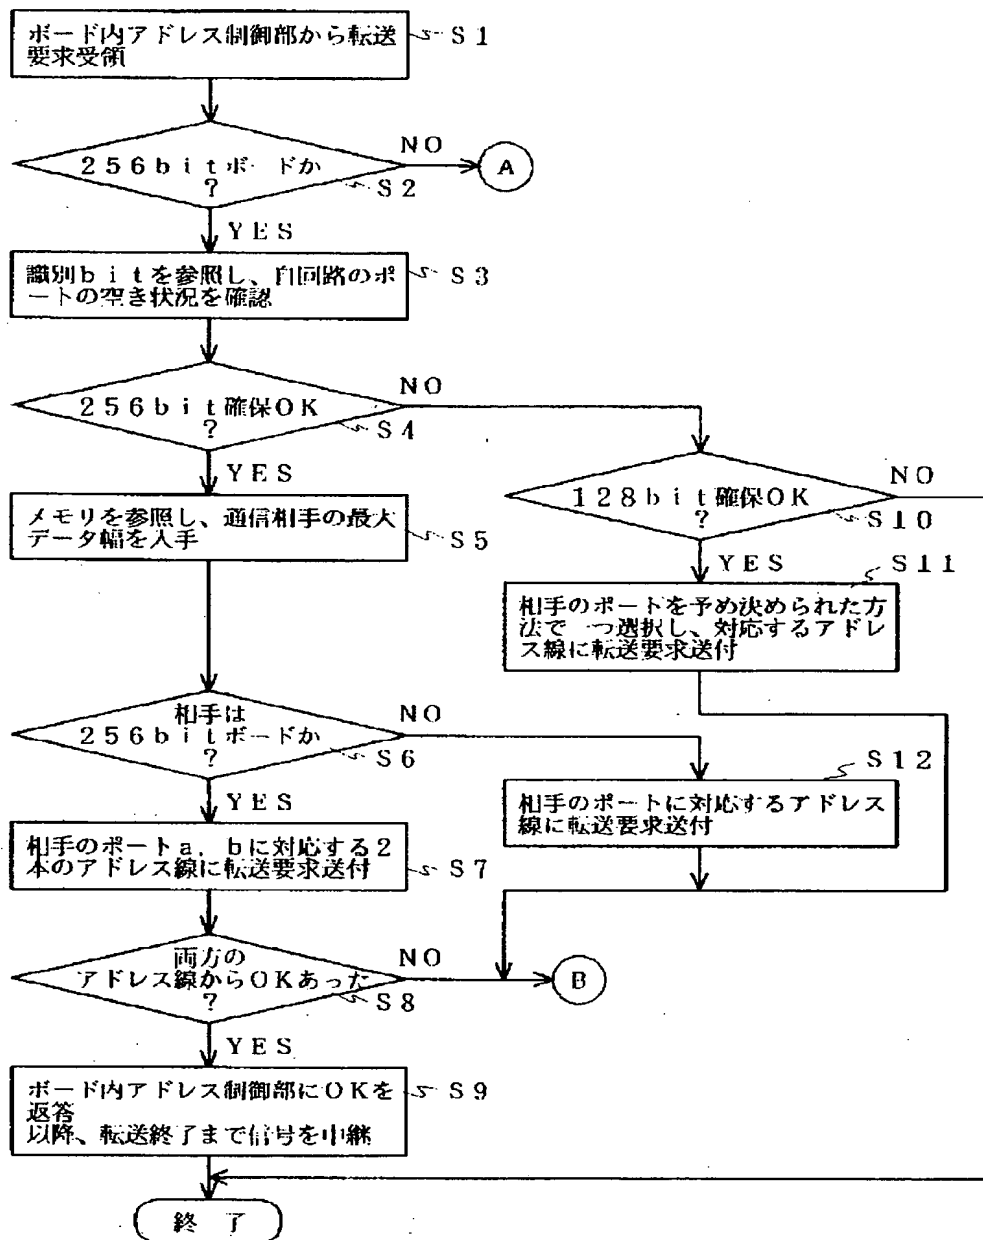 ボード内アドレス制御部から転送
要求受領
S1
256bitボードか
?
S2
NO
A
YES
識別bitを参照し、自回路のポ
ートの空き状況を確認
S3
256bit確保OK
?
S4
NO
YES
メモリを参照し、通信相手の最大
データ幅を入手
S5
128bit確保OK
?
S10
NO
YES
S11
相手のポートを予め決められた方
法で一つ選択し、対応するアドレ
ス線に転送要求送付
相手は
256bitボードか
?
S6
NO
YES
S12
相手のポートに対応するアドレス
線に転送要求送付
相手のポートa.bに対応する2
本のアドレス線に転送要求送付
S7
両方の
アドレス線からOKあった
?
S8
NO
B
YES
ボード内アドレス制御部にOKを
返答
以降、転送終了まで信号を中継
S9
終了